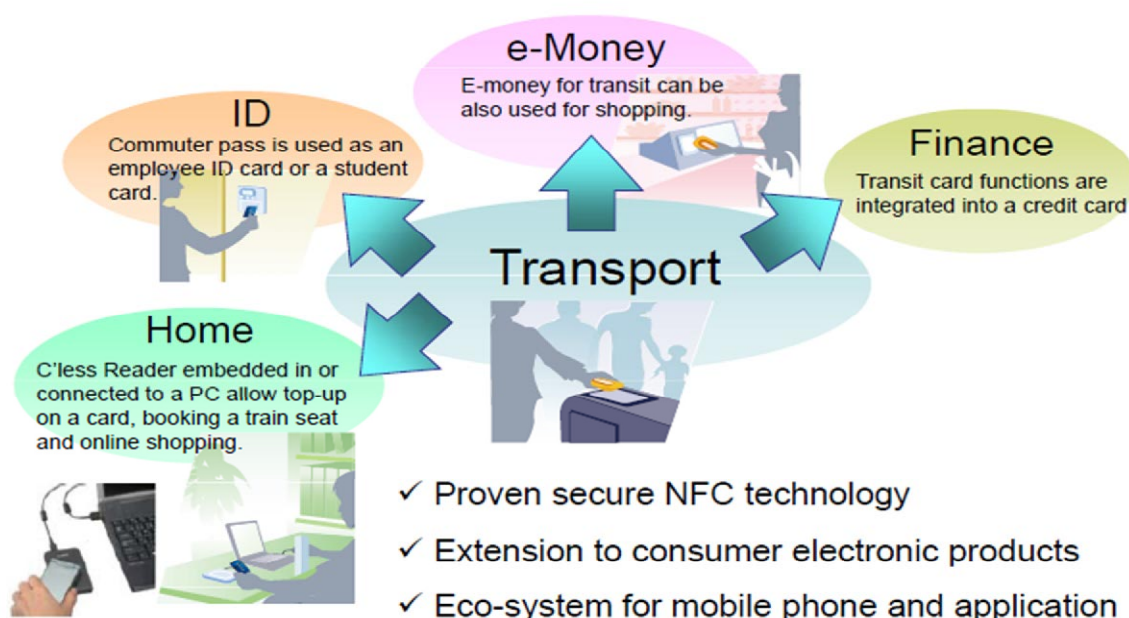 e-Money
E-money for transit can be
also used for shopping.
ID
Commuter pass is used as an
employee ID card or a student
card.
Finance
Transit card functions are
integrated into a credit card
Transport
Home
C'less Reader embedded in or
connected to a PC allow top-up
on a card, booking a train seat
and online shopping.
✓ Proven secure NFC technology
✓ Extension to consumer electronic products
✓ Eco-system for mobile phone and application